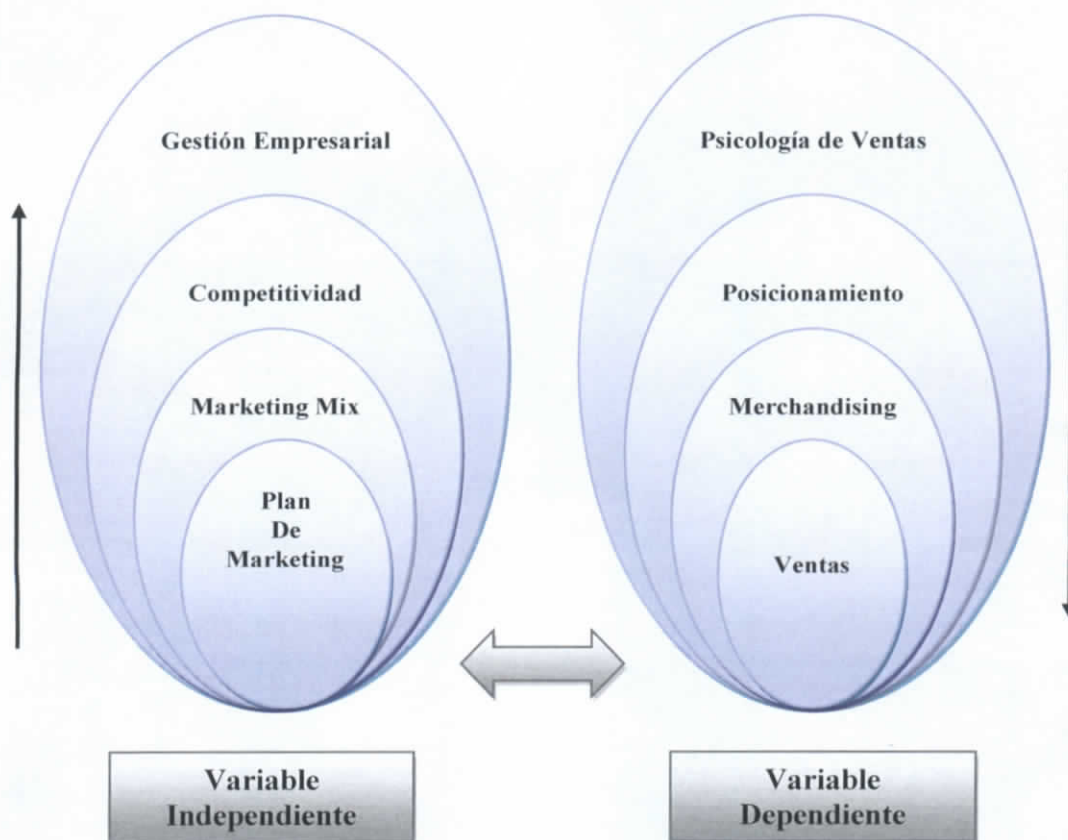 Gestión Empresarial
Competitividad
Marketing Mix
Plan
De
Marketing
Variable
Independiente
Psicología de Ventas
Posicionamiento
Merchandising
Ventas
Variable
Dependiente